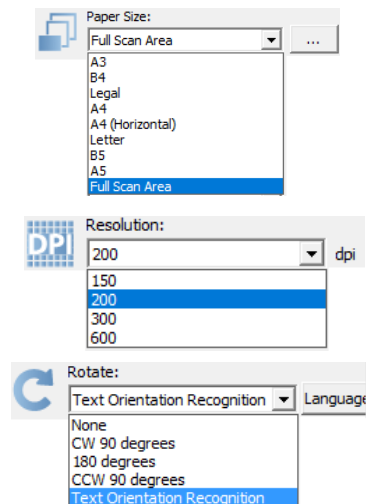 Paper Size:
Full Scan Area ...
A3
B4
Legal
A4
A4 (Horizontal)
Letter
B5
A5
Full Scan Area
DPI
Resolution:
200 dpi
150
200
300
600
Rotate:
Text Orientation Recognition Language
None
CW 90 degrees
180 degrees
CCW 90 degrees
Text Orientation Recognition